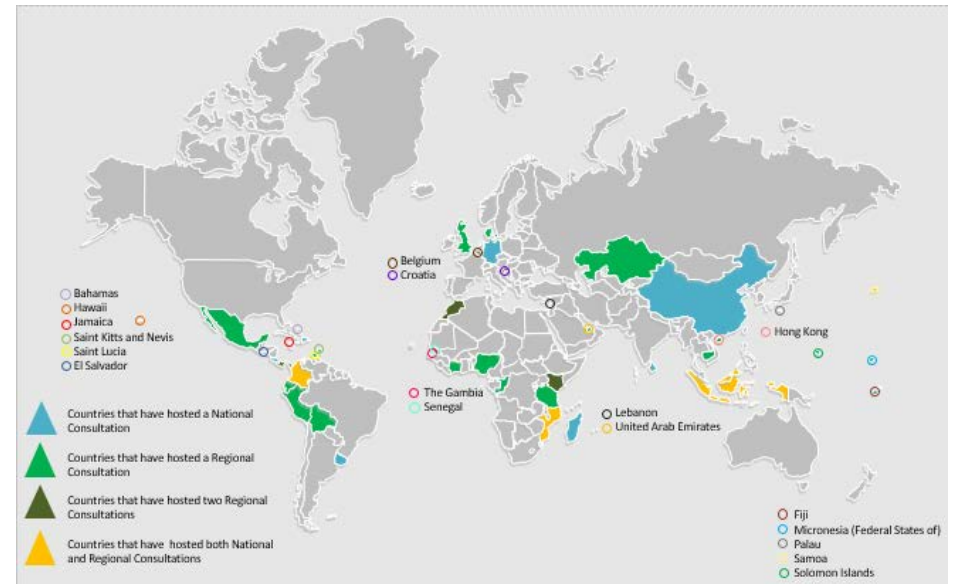 Belgium
Croatia
Bahamas
Hawaii
Jamaica
Saint Kitts and Nevis
Saint Lucia
El Salvador
Hong Kong
The Gambia
Senegal
Lebanon
United Arab Emirates
Countries that have hosted a National
Consultation
Countries that have hosted a Regional
Consultation
Countries that have hosted two Regional
Consultations
Countries that have hosted both National
and Regional Consultations
Fiji
Micronesia (Federal States of)
Palau
Samoa
Solomon Islands